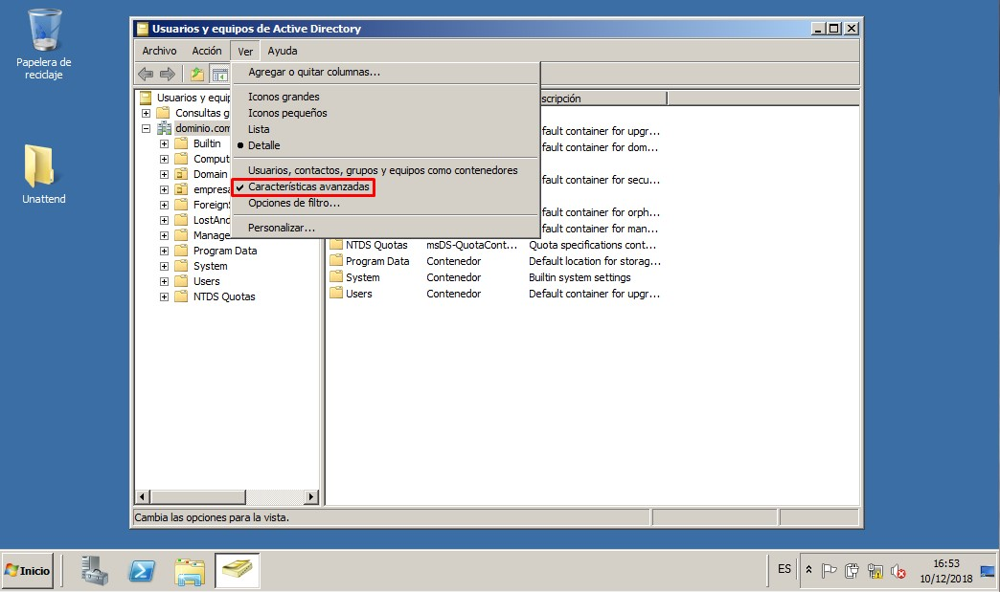 Papelera de
reciclaje
Unattend
Usuarios y equipos de Active Directory
Archivo Acción Ver Ayuda
Agregar o quitar columnas...
Iconos grandes
Iconos pequeños
Lista
Detalle
Usuarios, contactos, grupos y equipos como contenedores
Características avanzadas
Opciones de filtro...
Personalizar...
Usuarios y equip
Consultas g
dominio.com
Builtin
Comput
Domain
empresa
ForeignS
LostAnd
Manage
Program Data
System
Users
NTDS Quotas
scripción
fault container for upgr...
fault container for dom...
fault container for secu...
fault container for orph...
fault container for man...
NTDS Quotas msDS-QuotaCont... Quota specifications cont...
Program Data Contenedor Default location for storag...
System Contenedor Builtin system settings
Users Contenedor Default container for upgr...
Cambia las opciones para la vista.
Inicio
ES
16:53
10/12/2018